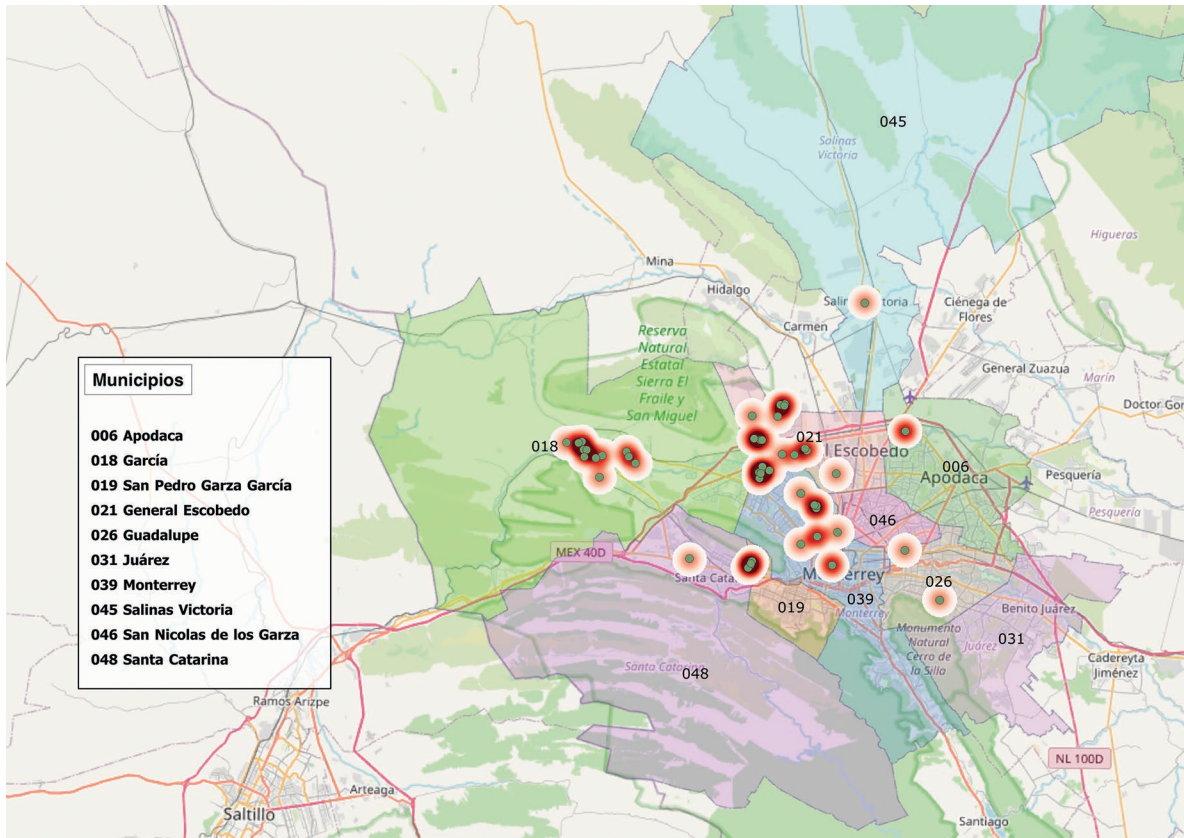 045
Salinas
Victoria
Higueras
Mina
Hidalgo
Ciénega de
Flores
Carmen
Reserva
Natural
Estatal
Sierra El
Fraile y
San Miguel
General Zuazua
Marín
Municipios
006 Apodaca
018 García
019 San Pedro Garza García
021 General Escobedo
026 Guadalupe
031 Juárez
039 Monterrey
045 Salinas Victoria
046 San Nicolas de los Garza
048 Santa Catarina
Doctor Gon
018
021
Escobedo
006
Apodaca
Pesquería
Pesquería
046
MEX 40D
Santa Cata
039
026
019
Monterrey
Benito Juárez
031
Juárez
Monumento
Natural
Cerro de
la Silla
Santa Catarina
048
Cadereyta
Jiménez
Ramos Arizpe
NL 100D
Arteaga
Saltillo
Santiago